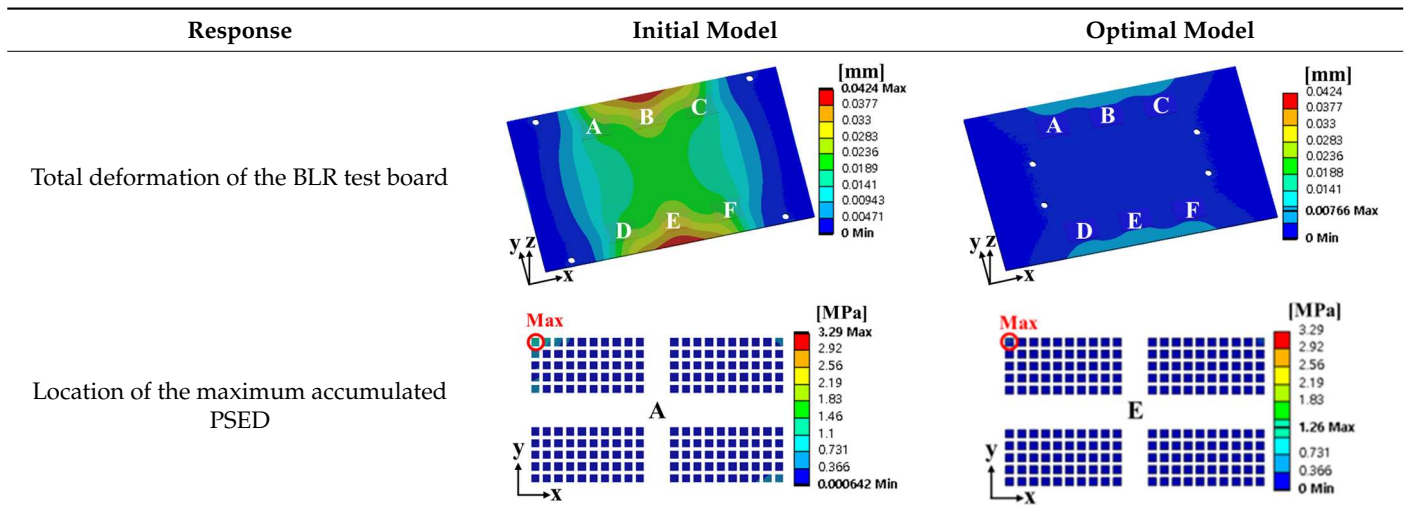 Response Initial Model Optimal Model
Total deformation of the BLR test board
[mm]
0.0424 Max
0.0377
0.033
0.0283
0.0236
0.0189
0.0141
0.00943
0.00471
0 Min
A B C
D E F
y z
x
[mm]
0.0424
0.0377
0.033
0.0283
0.0236
0.0188
0.0141
0.00766 Max
0 Min
A B C
D E F
y z
x
Location of the maximum accumulated
PSED
Max
[MPa]
3.29 Max
2.92
2.56
2.19
1.83
1.46
1.1
0.731
0.366
0.000642 Min
A
y
x
Max
[MPa]
3.29
2.92
2.56
2.19
1.83
1.26 Max
0.731
0.366
0 Min
E
y
x